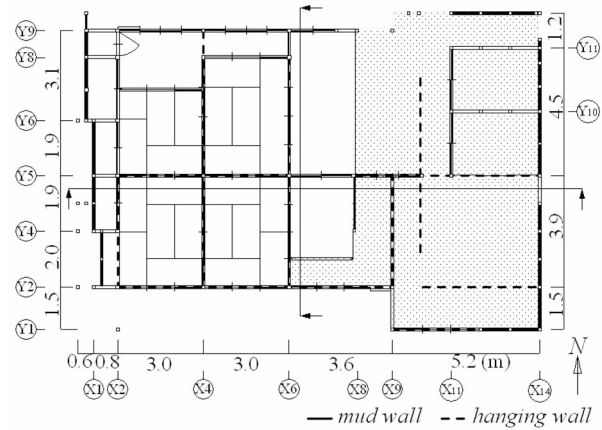 Y9
Y8
Y6
Y5
Y4
Y2
Y1
3.1
1.9
1.9
2.0
1.5
1.2
4.5
3.9
1.5
Y11
Y10
0.6 0.8 3.0 3.0 3.6 5.2 (m)
X1 X2 X4 X6 X8 X9 X11 X14
N
mud wall hanging wall